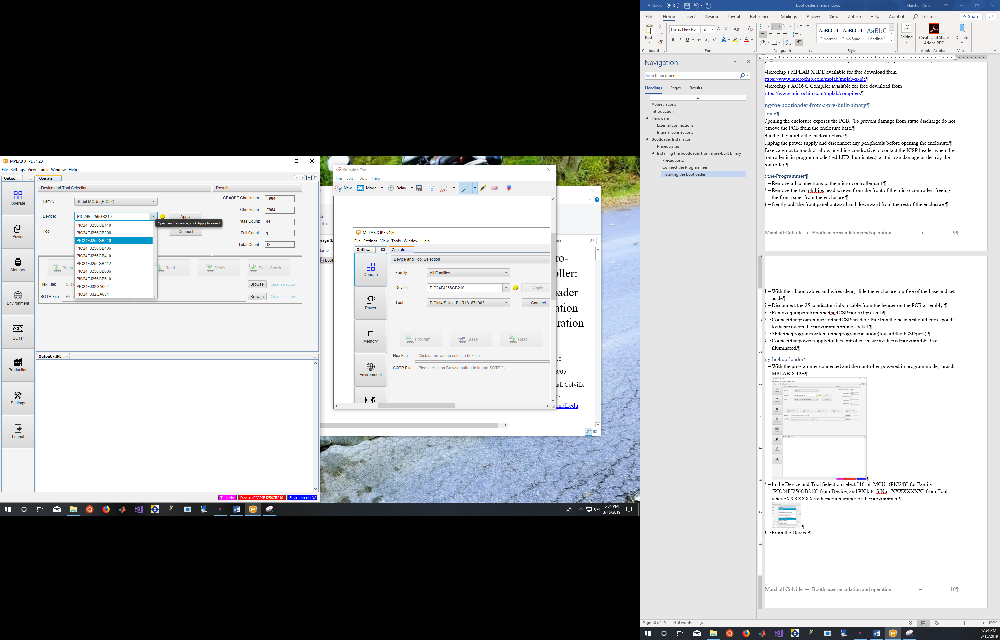 MPLAB X IPE v4.20
File Settings View Tools Window Help
Optio...
Operate
Operate
Power
Memory
Environment
SQTP
Production
Settings
Logout
Device and Tool Selection
Family: 16-bit MCUs (PIC24)
Device: PIC24FJ256GB210 Apply
Specifies the device; click Apply to select
Tool: Connect
PIC24FJ256GB110
PIC24FJ256GB206
PIC24FJ256GB210
PIC24FJ256GB406
PIC24FJ256GB410
PIC24FJ256GB412
PIC24FJ256GB606
PIC24FJ256GB610
PIC24FJ32GA002
PIC24FJ32GA004
Results
CP=OFF Checksum: F984
Checksum: F984
Pass Count: 11
Fail Count: 1
Total Count: 12
Progra Read Verify Blank Check
Hex File: Click Browse Clear selection
SQTP File: Pleas Browse Clear selection
Output - IPE x
Tool: NA Device :PIC24FJ256GB210 Environment: NA
Snipping Tool
File Edit Tools Help
New Mode Delay
MPLAB X IPE v4.20
File Settings View Tools Window Help
Optio...
Operate
Operate
Power
Memory
Environment
Device and Tool Selection
Family: All Families
Device: PIC24FJ256GB210 Apply
Tool: PICkit4 S.No : BUR181871903 Connect
Program Erase Read
Hex File: Click on browse to select a hex file
SQTP File: Please click on Browse button to import SQTP file
th
ortcut
rage (E
lame
boot
are
ro-
ller:
oader
ation
eration
.0
3/05
all Colville
l:
rnell.edu
6:34 PM
3/15/2019
AutoSave Off bootloader_manual.docx Marshall Colville
File Home Insert Design Layout References Mailings Review View Zotero Help Acrobat Tell me Share
Paste
Clipboard
Times New Ro 12
Font
Paragraph
AaBbCcI AaBbCcI AaBbC
¶ Normal ¶ No Spac... Heading 1
Styles
Editing
Create and Share
Adobe PDF
Adobe Acrobat
Dictate
Voice
Navigation
Search document
Headings Pages Results
Abbreviations
Introduction
Hardware
External connections
Internal connections
Bootloader Installation
Prerequisites
Installing the bootloader from a pre-built binary
Precautions:
Connect the Programmer
Installing the bootloader
Microchip's MPLAB X IDE available for free download from
https://www.microchip.com/mplab/mplab-x-ide¶
Microchip's XC16 C Compiler available for free download from
https://www.microchip.com/mplab/compilers¶
ng the bootloader from a pre-built binary¶
tions:¶
Opening the enclosure exposes the PCB. To prevent damage from static discharge do not
remove the PCB from the enclosure base.¶
Handle the unit by the enclosure base.¶
Unplug the power supply and disconnect any peripherals before opening the enclosure.¶
Take care not to touch or allow anything conductive to contact the ICSP header when the
controller is in program mode (red LED illuminated), as this can damage or destroy the
controller.¶
t the Programmer¶
1. Remove all connections to the micro-controller unit.¶
2. Remove the two phillips head screws from the front of the micro-controller, freeing
the front panel from the enclosure.¶
3. Gently pull the front panel outward and downward from the rest of the enclosure.¶
Marshall Colville → Bootloader installation and operation → 9¶
4. With the ribbon cables and wires clear, slide the enclosure top free of the base and set
aside¶
5. Disconnect the 25 conductor ribbon cable from the header on the PCB assembly.¶
6. Remove jumpers from the the ICSP port (if present)¶
7. Connect the programmer to the ICSP header. Pin 1 on the header should correspond
to the arrow on the programmer inline socket.¶
8. Slide the program switch to the program position (toward the ICSP port).¶
9. Connect the power supply to the controller, ensuring the red program LED is
illuminated.¶
ng the bootloader¶
1. With the programmer connected and the controller powered in program mode, launch
MPLAB X IPE¶
2. In the Device and Tool Selection select “16-bit MCUs (PIC24)” for Family,
“PIC24FJ256GB210” from Device, and PICkit4 S.No : XXXXXXXX” from Tool,
where XXXXXXX is the serial number of the programmer.¶
3. From the Device ¶
Marshall Colville → Bootloader installation and operation → 10¶
Page 10 of 10 1416 words 100%
6:34 PM
3/15/2019